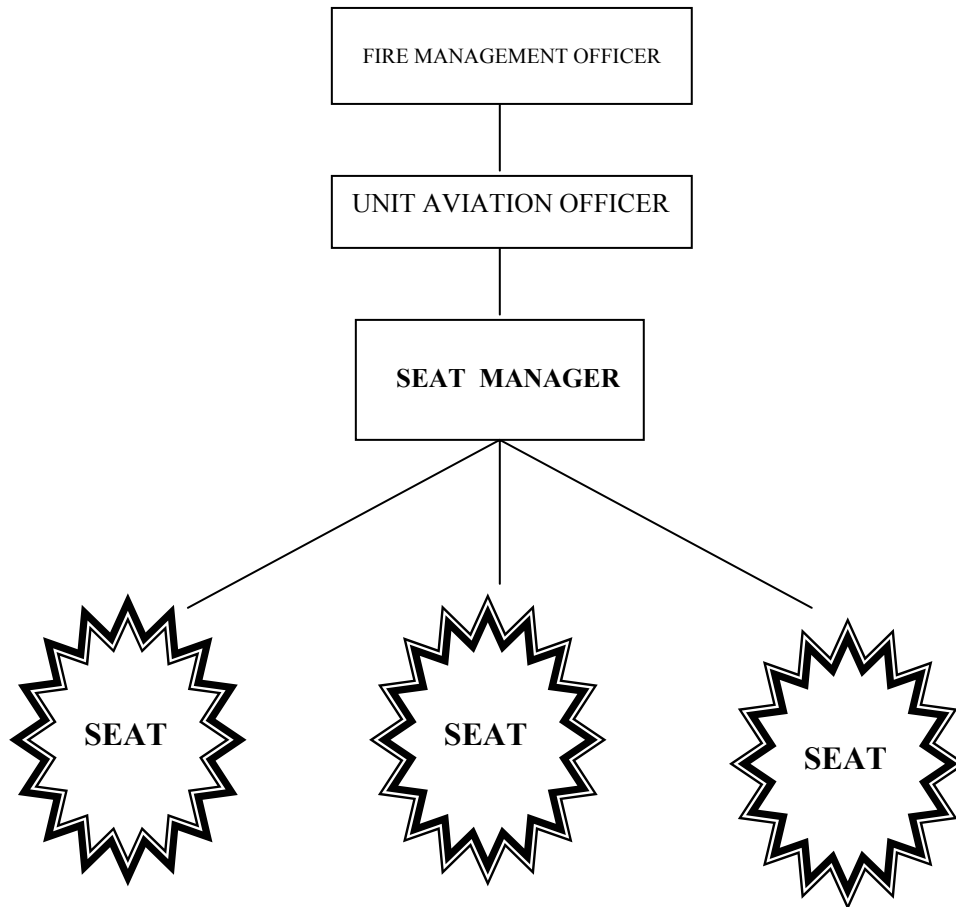 FIRE MANAGEMENT OFFICER
UNIT AVIATION OFFICER
SEAT MANAGER
SEAT
SEAT
SEAT